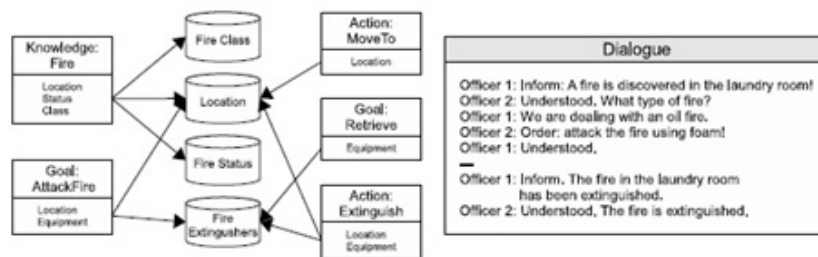 Knowledge:
Fire
Location
Status
Class
Goal:
AttackFire
Location
Equipment
Fire Class
Location
Fire Status
Fire
Extingushers
Action:
MoveTo
Location
Goal:
Retrieve
Equipment
Action:
Extinguish
Location
Equipment
Dialogue
Officer 1: Inform: A fire is discovered in the laundry room!
Officer 2: Understood. What type of fire?
Officer 1: We are dealing with an oil fire.
Officer 2: Order: attack the fire using foam!
Officer 1: Understood.
—
Officer 1: Inform. The fire in the laundry room
has been extinguished.
Officer 2: Understood. The fire is extinguished.